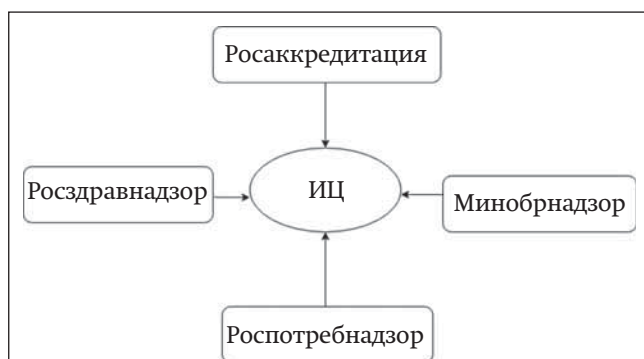 Росаккредитация
Росздравнадзор
ИЦ
Минобрнадзор
Роспотребнадзор